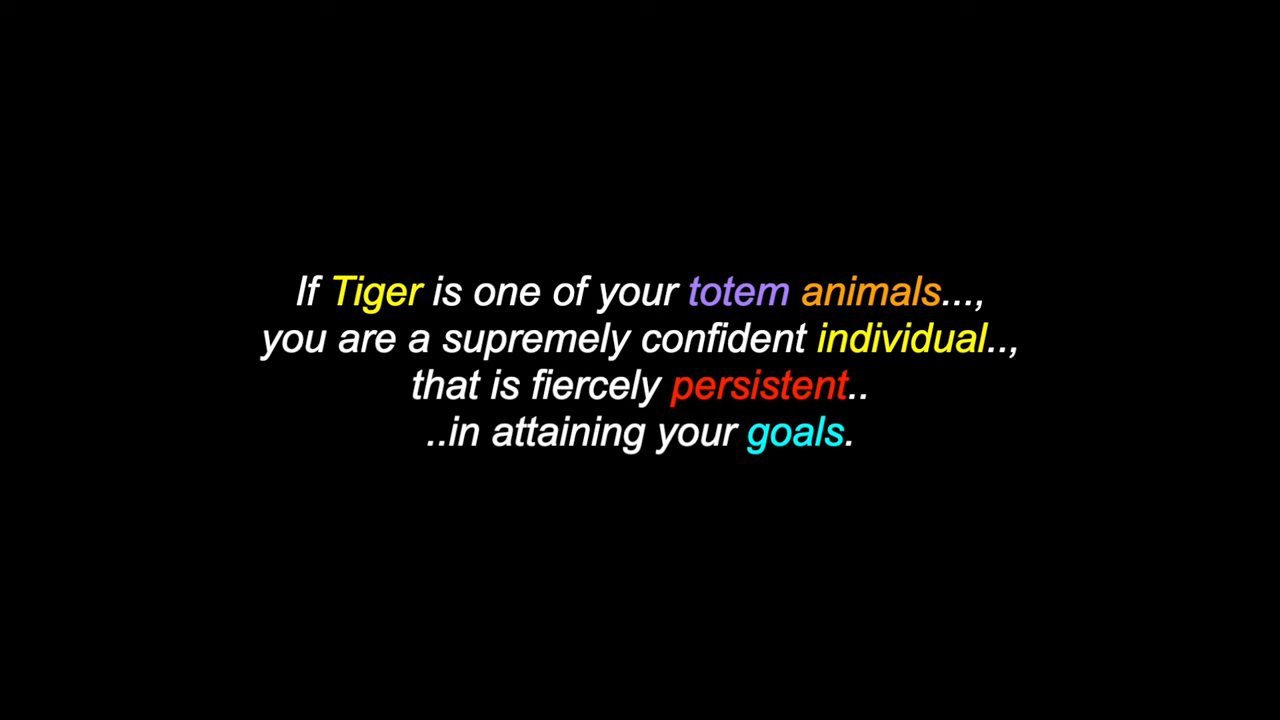 If Tiger is one of your totem animals...,
you are a supremely confident individual..,
that is fiercely persistent..
..in attaining your goals.